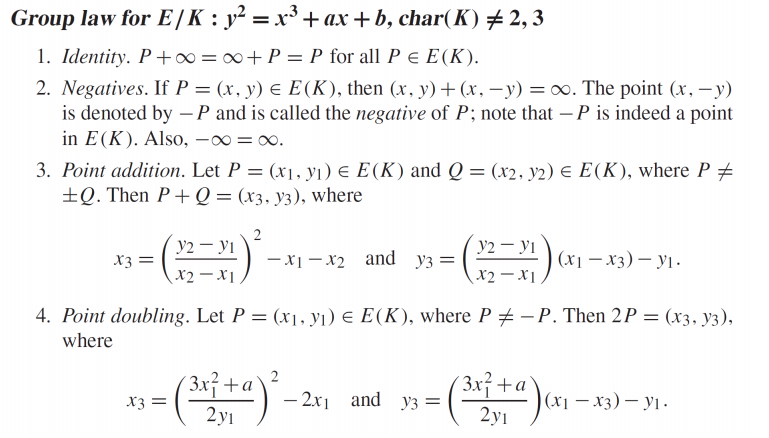 Group law for E/K : y² = x³ + ax + b, char(K) ≠ 2, 3
1. Identity. P + ∞ = ∞ + P = P for all P ∈ E(K).
2. Negatives. If P = (x, y) ∈ E(K), then (x, y) + (x, −y) = ∞. The point (x, −y)
is denoted by −P and is called the negative of P; note that −P is indeed a point
in E(K). Also, −∞ = ∞.
3. Point addition. Let P = (x₁, y₁) ∈ E(K) and Q = (x₂, y₂) ∈ E(K), where P ≠
±Q. Then P + Q = (x₃, y₃), where
x₃ = ((y₂ − y₁)/(x₂ − x₁))² − x₁ − x₂ and y₃ = ((y₂ − y₁)/(x₂ − x₁)) (x₁ − x₃) − y₁.
4. Point doubling. Let P = (x₁, y₁) ∈ E(K), where P ≠ −P. Then 2P = (x₃, y₃),
where
x₃ = ((3x₁² + a)/(2y₁))² − 2x₁ and y₃ = ((3x₁² + a)/(2y₁)) (x₁ − x₃) − y₁.